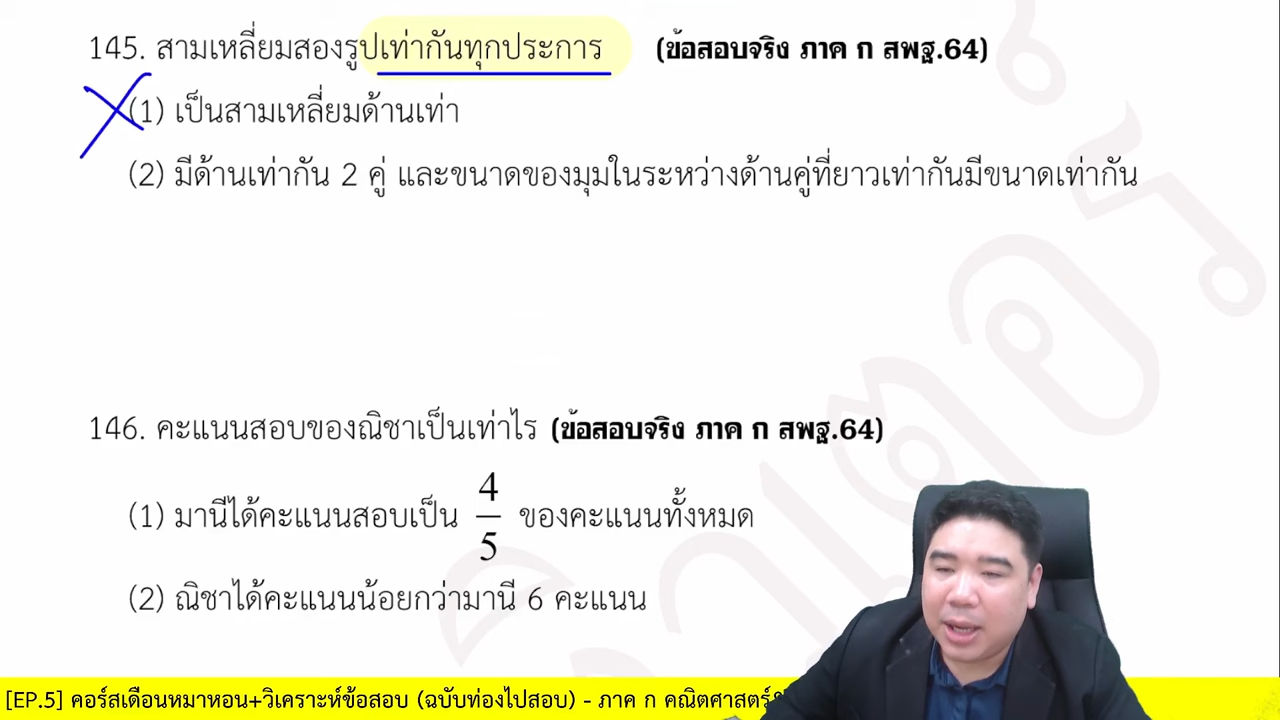 145. สามเหลี่ยมสองรูปเท่ากันทุกประการ (ข้อสอบจริง ภาค ก สพฐ.64)
(1) เป็นสามเหลี่ยมด้านเท่า
(2) มีด้านเท่ากัน 2 คู่ และขนาดของมุมในระหว่างด้านคู่ที่ยาวเท่ากันมีขนาดเท่ากัน
146. คะแนนสอบของณิชาเป็นเท่าไร (ข้อสอบจริง ภาค ก สพฐ.64)
(1) มานีได้คะแนนสอบเป็น 4/5 ของคะแนนทั้งหมด
(2) ณิชาได้คะแนนน้อยกว่ามานี 6 คะแนน
[EP.5] คอร์สเดือนหมาหอน+วิเคราะห์ข้อสอบ (ฉบับท่องไปสอบ) - ภาค ก คณิตศาสตร์